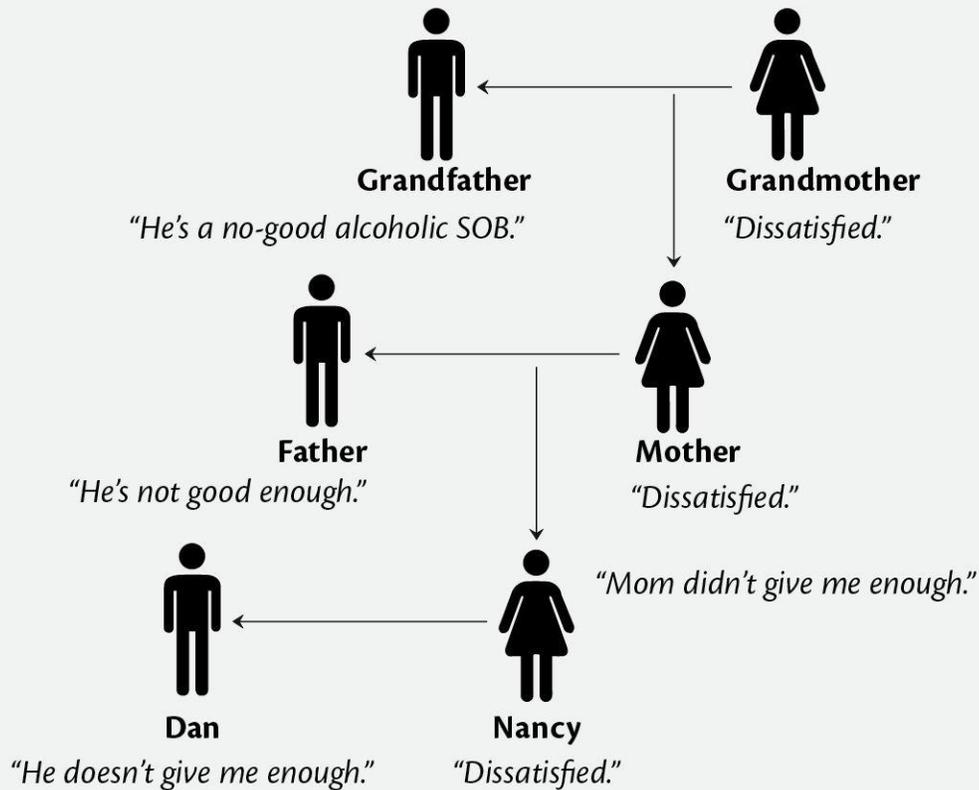 Grandfather
Grandmother
“He’s a no-good alcoholic SOB.”
“Dissatisfied.”
Father
Mother
“He’s not good enough.”
“Dissatisfied.”
“Mom didn’t give me enough.”
Dan
Nancy
“He doesn’t give me enough.”
“Dissatisfied.”